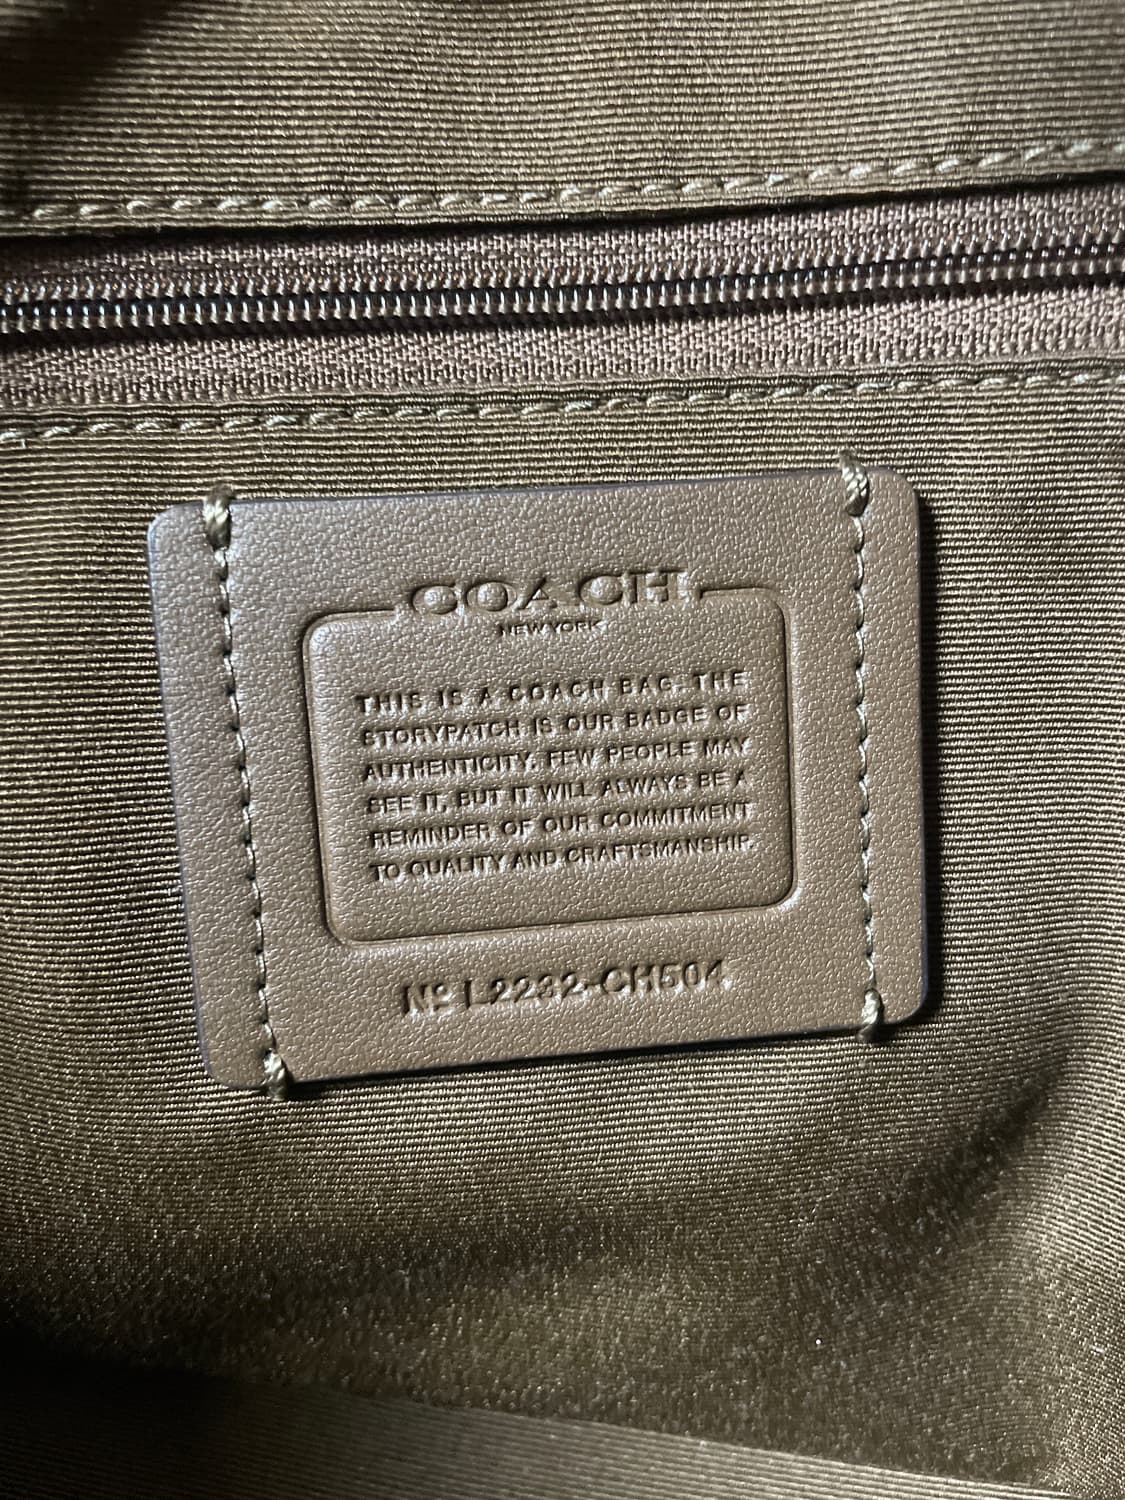 COACH
NEW YORK
THIS IS A COACH BAG. THE
STORYPATCH IS OUR BADGE OF
AUTHENTICITY. FEW PEOPLE MAY
SEE IT, BUT IT WILL ALWAYS BE A
REMINDER OF OUR COMMITMENT
TO QUALITY AND CRAFTSMANSHIP.
Nº L2232-CH504